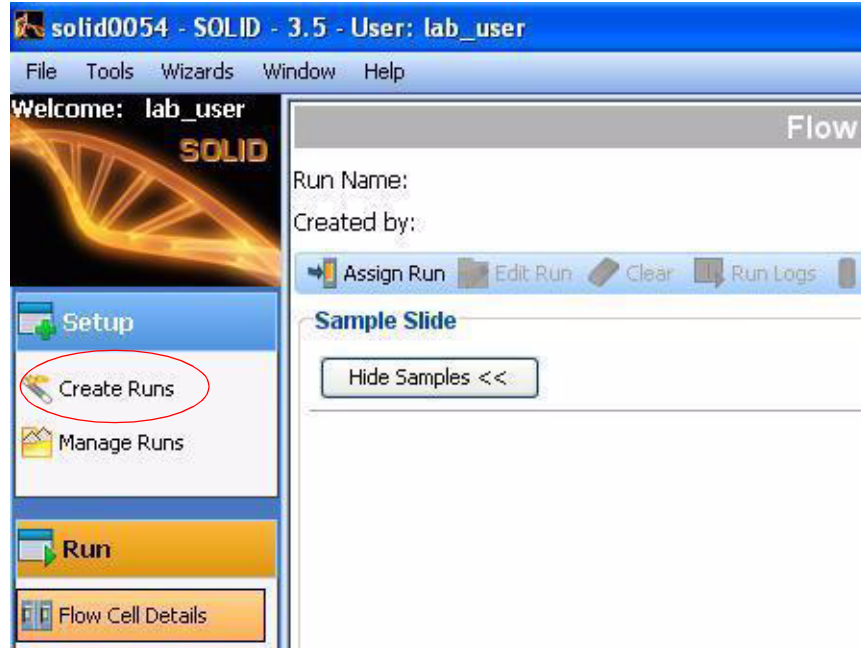 solid0054 - SOLID - 3.5 - User: lab_user
File Tools Wizards Window Help
Welcome: lab_user
SOLID
Flow
Run Name:
Created by:
Assign Run Edit Run Clear Run Logs
Setup
Sample Slide
Create Runs
Hide Samples <<
Manage Runs
Run
Flow Cell Details